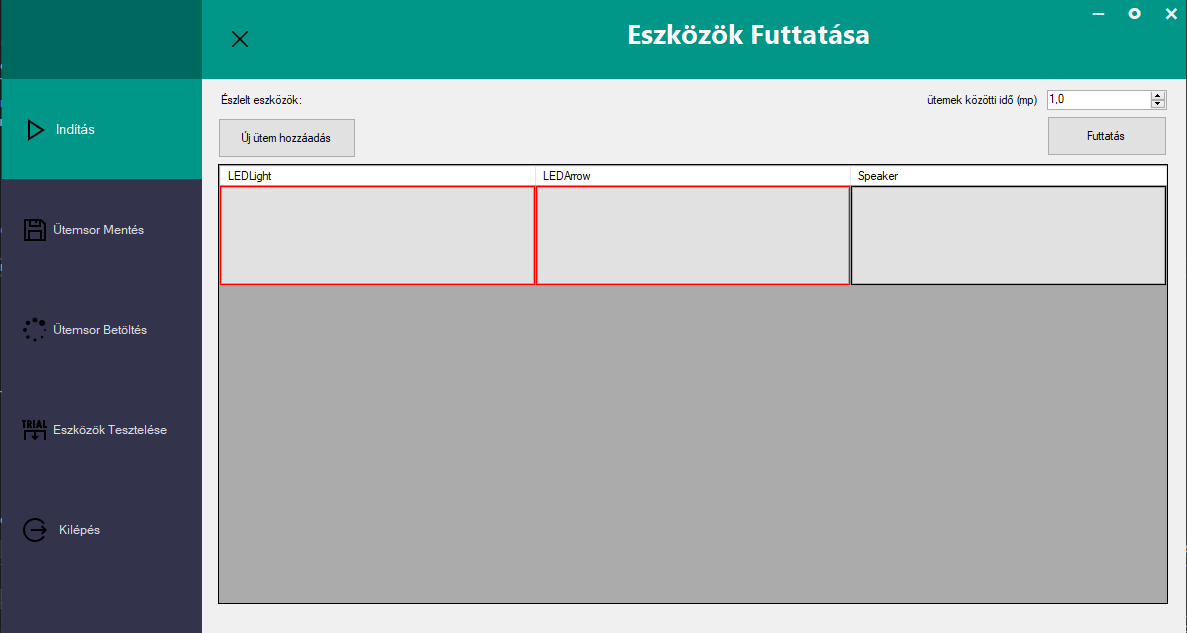 Eszközök Futtatása
Indítás
Ütemsor Mentés
Ütemsor Betöltés
TRIAL
Eszközök Tesztelése
Kilépés
Észlelt eszközök:
ütemek közötti idő (mp)
1,0
Új ütem hozzáadás
Futtatás
LEDLight
LEDArrow
Speaker